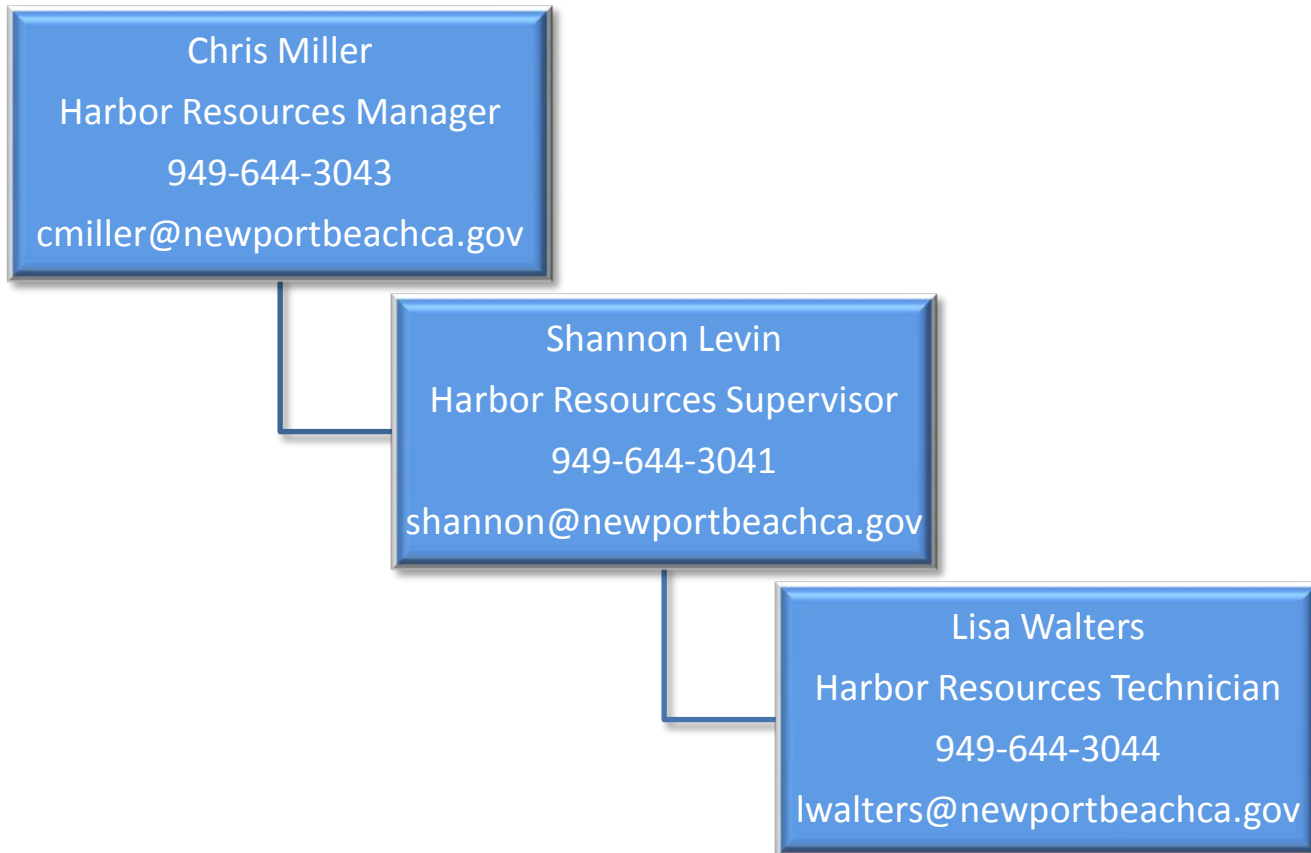 Chris Miller
Harbor Resources Manager
949-644-3043
cmiller@newportbeachca.gov
Shannon Levin
Harbor Resources Supervisor
949-644-3041
shannon@newportbeachca.gov
Lisa Walters
Harbor Resources Technician
949-644-3044
lwalters@newportbeachca.gov